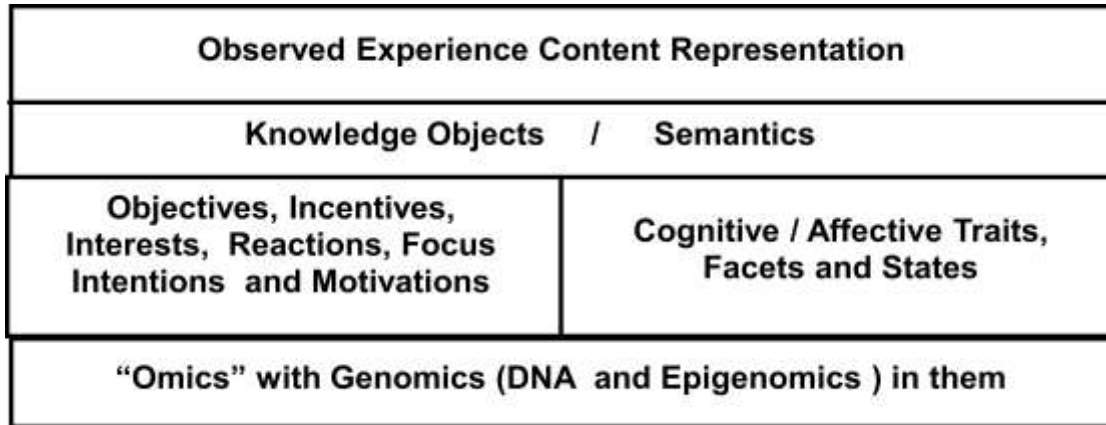 Observed Experience Content Representation
Knowledge Objects / Semantics
Objectives, Incentives,
Interests, Reactions, Focus
Intentions and Motivations
Cognitive / Affective Traits,
Facets and States
“Omics” with Genomics (DNA and Epigenomics ) in them